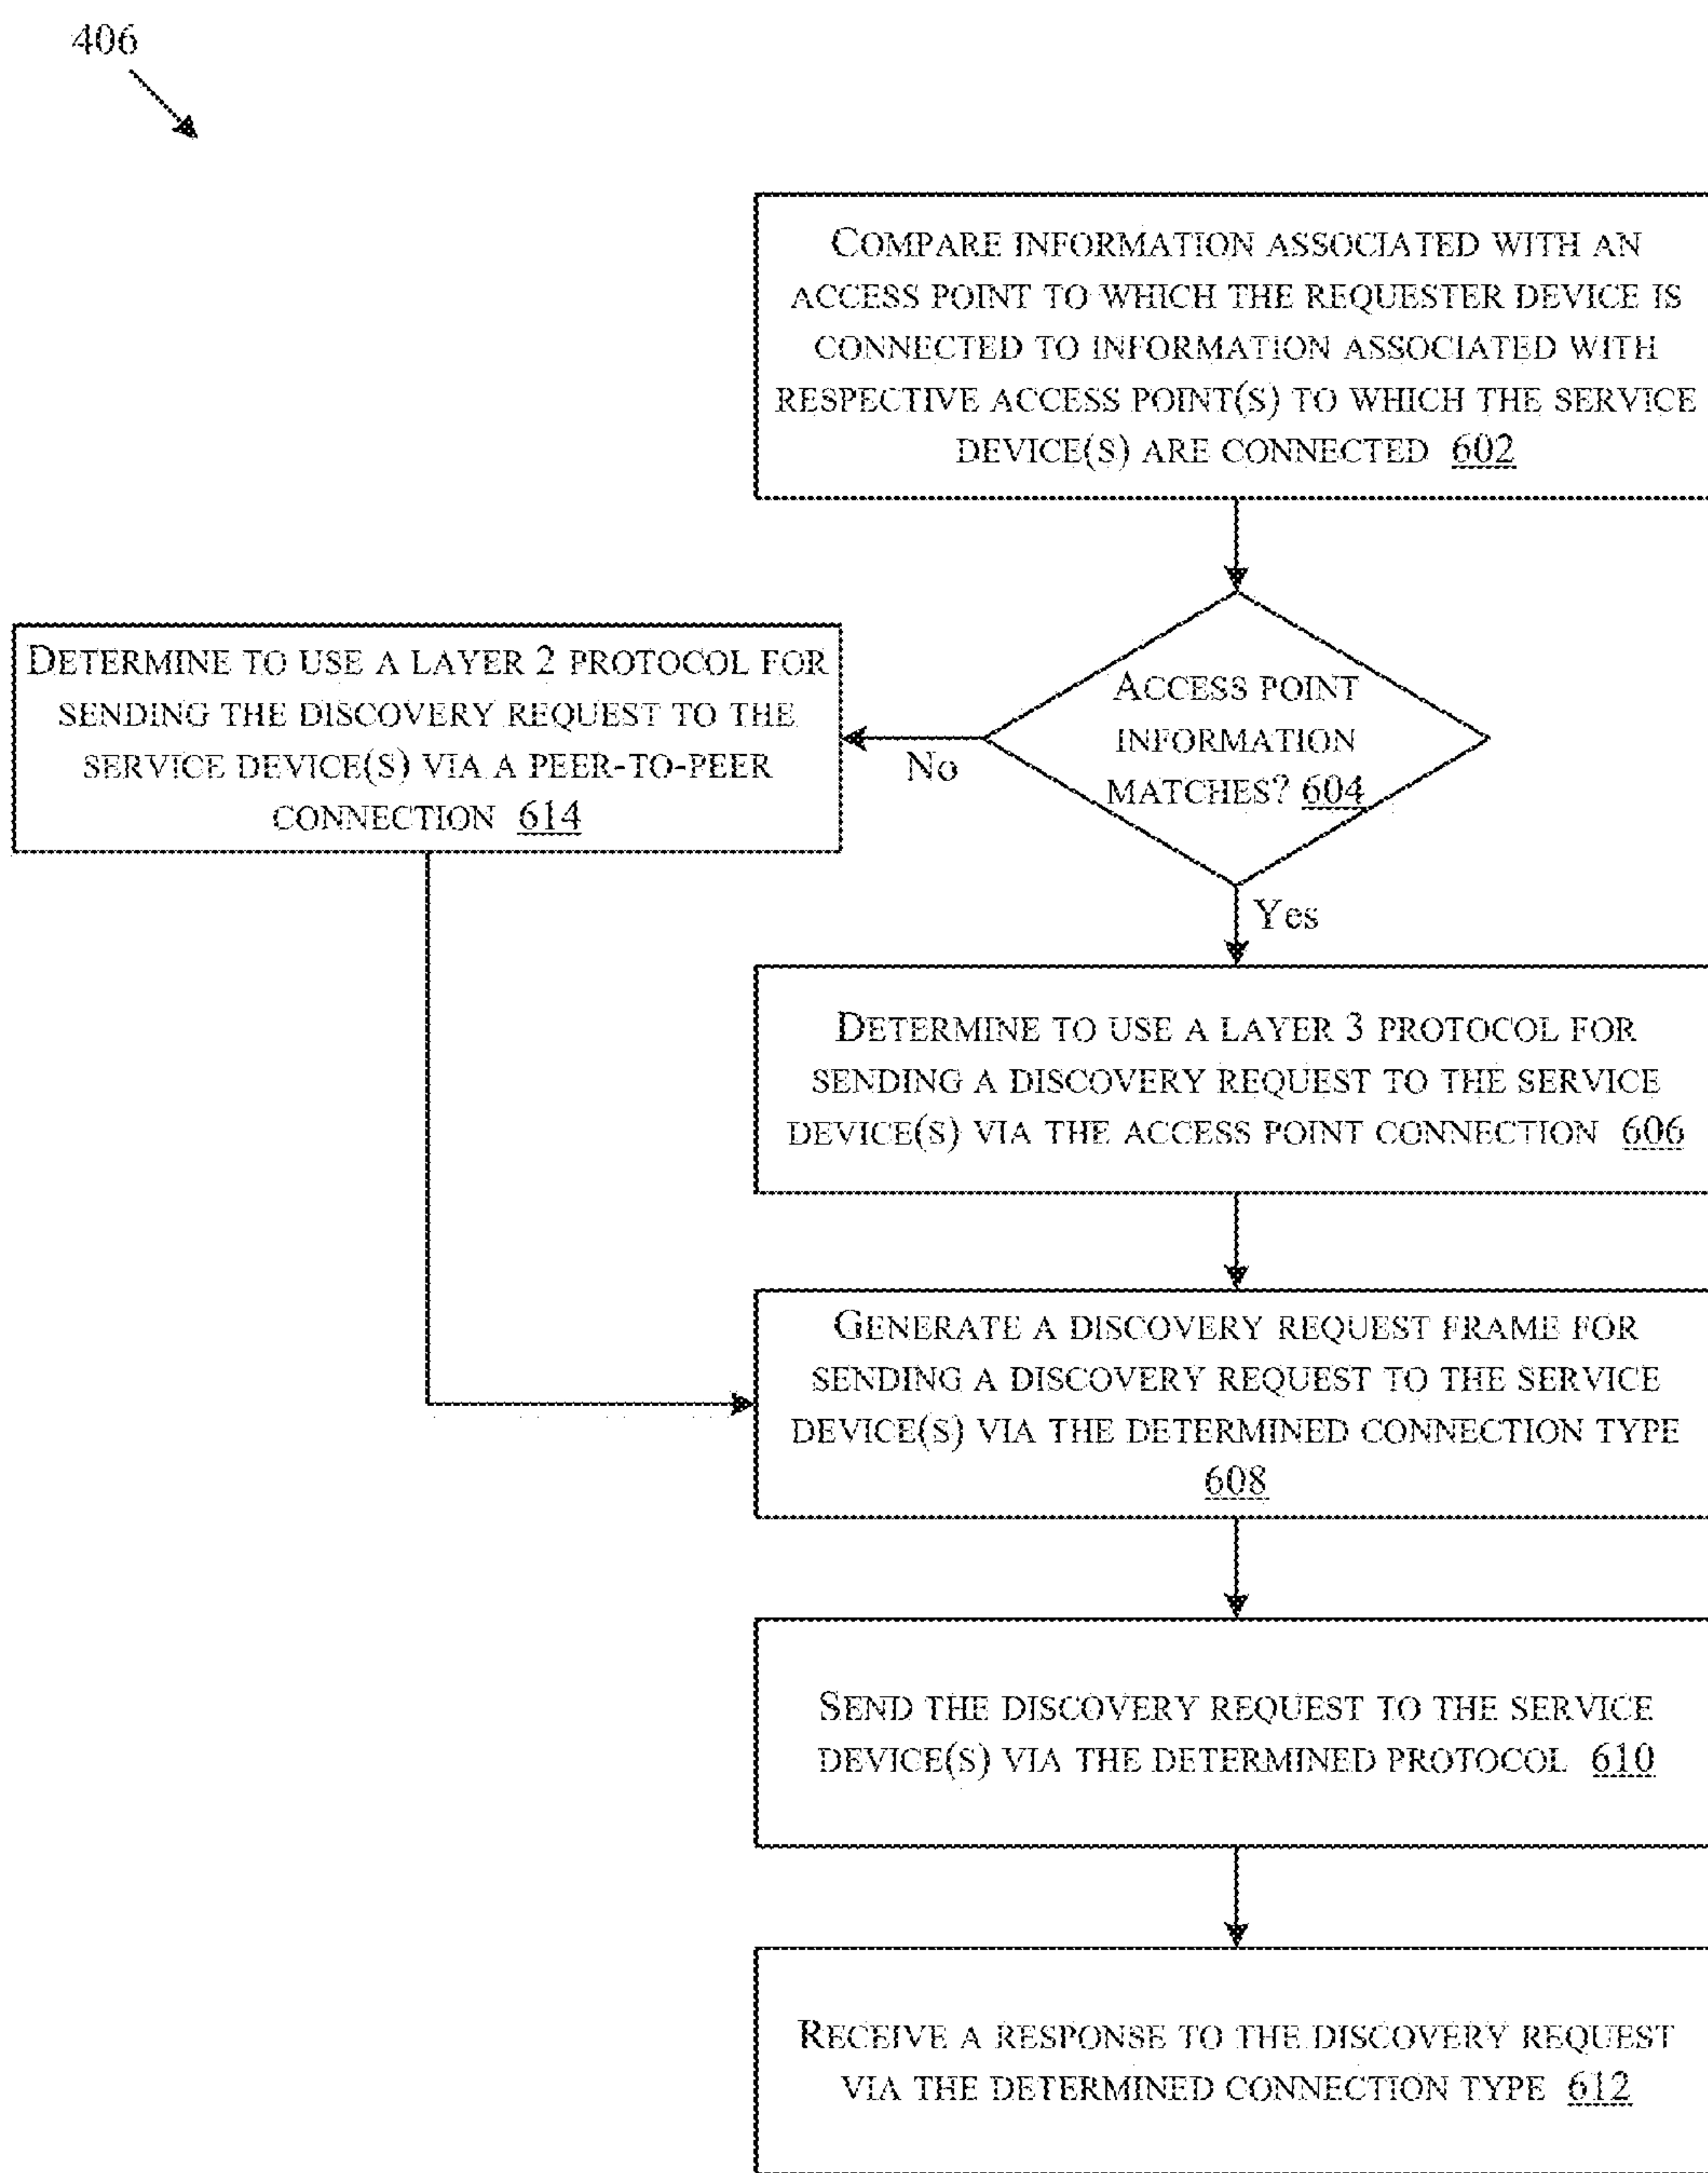 406
COMPARE INFORMATION ASSOCIATED WITH AN
ACCESS POINT TO WHICH THE REQUESTER DEVICE IS
CONNECTED TO INFORMATION ASSOCIATED WITH
RESPECTIVE ACCESS POINT(S) TO WHICH THE SERVICE
DEVICE(S) ARE CONNECTED 602
ACCESS POINT
INFORMATION
MATCHES? 604
No
DETERMINE TO USE A LAYER 2 PROTOCOL FOR
SENDING THE DISCOVERY REQUEST TO THE
SERVICE DEVICE(S) VIA A PEER-TO-PEER
CONNECTION 614
Yes
DETERMINE TO USE A LAYER 3 PROTOCOL FOR
SENDING A DISCOVERY REQUEST TO THE SERVICE
DEVICE(S) VIA THE ACCESS POINT CONNECTION 606
GENERATE A DISCOVERY REQUEST FRAME FOR
SENDING A DISCOVERY REQUEST TO THE SERVICE
DEVICE(S) VIA THE DETERMINED CONNECTION TYPE
608
SEND THE DISCOVERY REQUEST TO THE SERVICE
DEVICE(S) VIA THE DETERMINED PROTOCOL 610
RECEIVE A RESPONSE TO THE DISCOVERY REQUEST
VIA THE DETERMINED CONNECTION TYPE 612